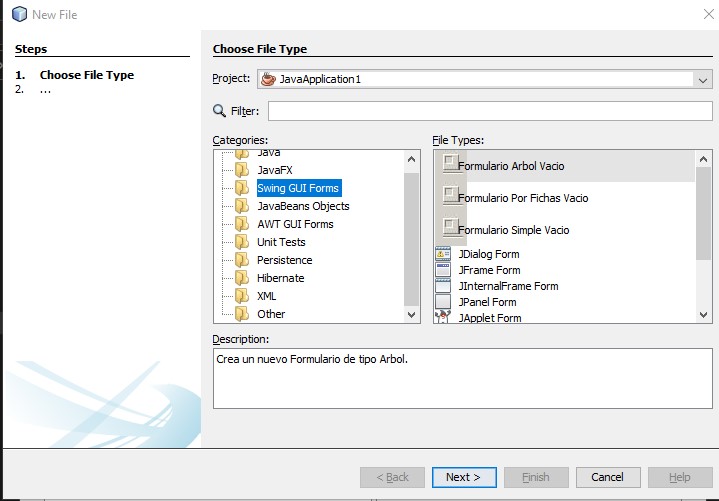 New File
Steps
1. Choose File Type
2. ...
Choose File Type
Project: JavaApplication1
Filter:
Categories:
Java
JavaFX
Swing GUI Forms
JavaBeans Objects
AWT GUI Forms
Unit Tests
Persistence
Hibernate
XML
Other
File Types:
Formulario Arbol Vacio
Formulario Por Fichas Vacio
Formulario Simple Vacio
JDialog Form
JFrame Form
JInternalFrame Form
JPanel Form
JApplet Form
Description:
Crea un nuevo Formulario de tipo Arbol.
< Back Next > Finish Cancel Help